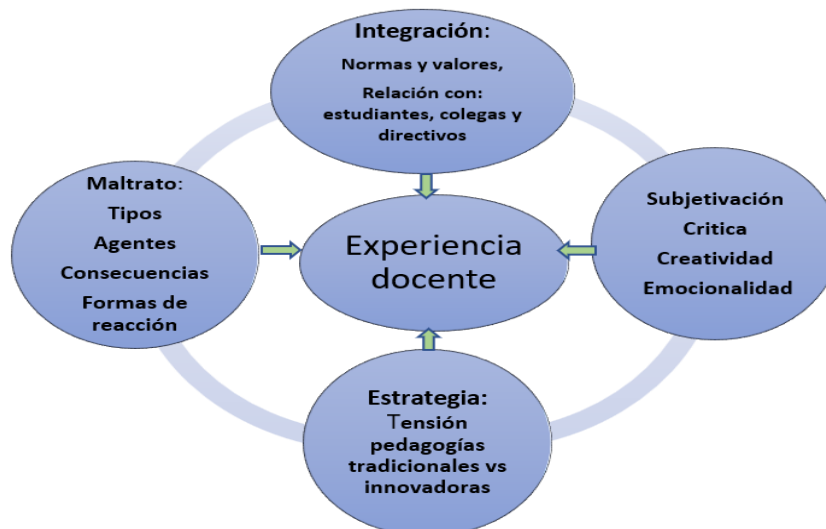 Integración:
Normas y valores,
Relación con:
estudiantes, colegas y
directivos
Maltrato:
Tipos
Agentes
Consecuencias
Formas de
reacción
Experiencia
docente
Subjetivación
Critica
Creatividad
Emocionalidad
Estrategia:
Tensión
pedagogías
tradicionales vs
innovadoras